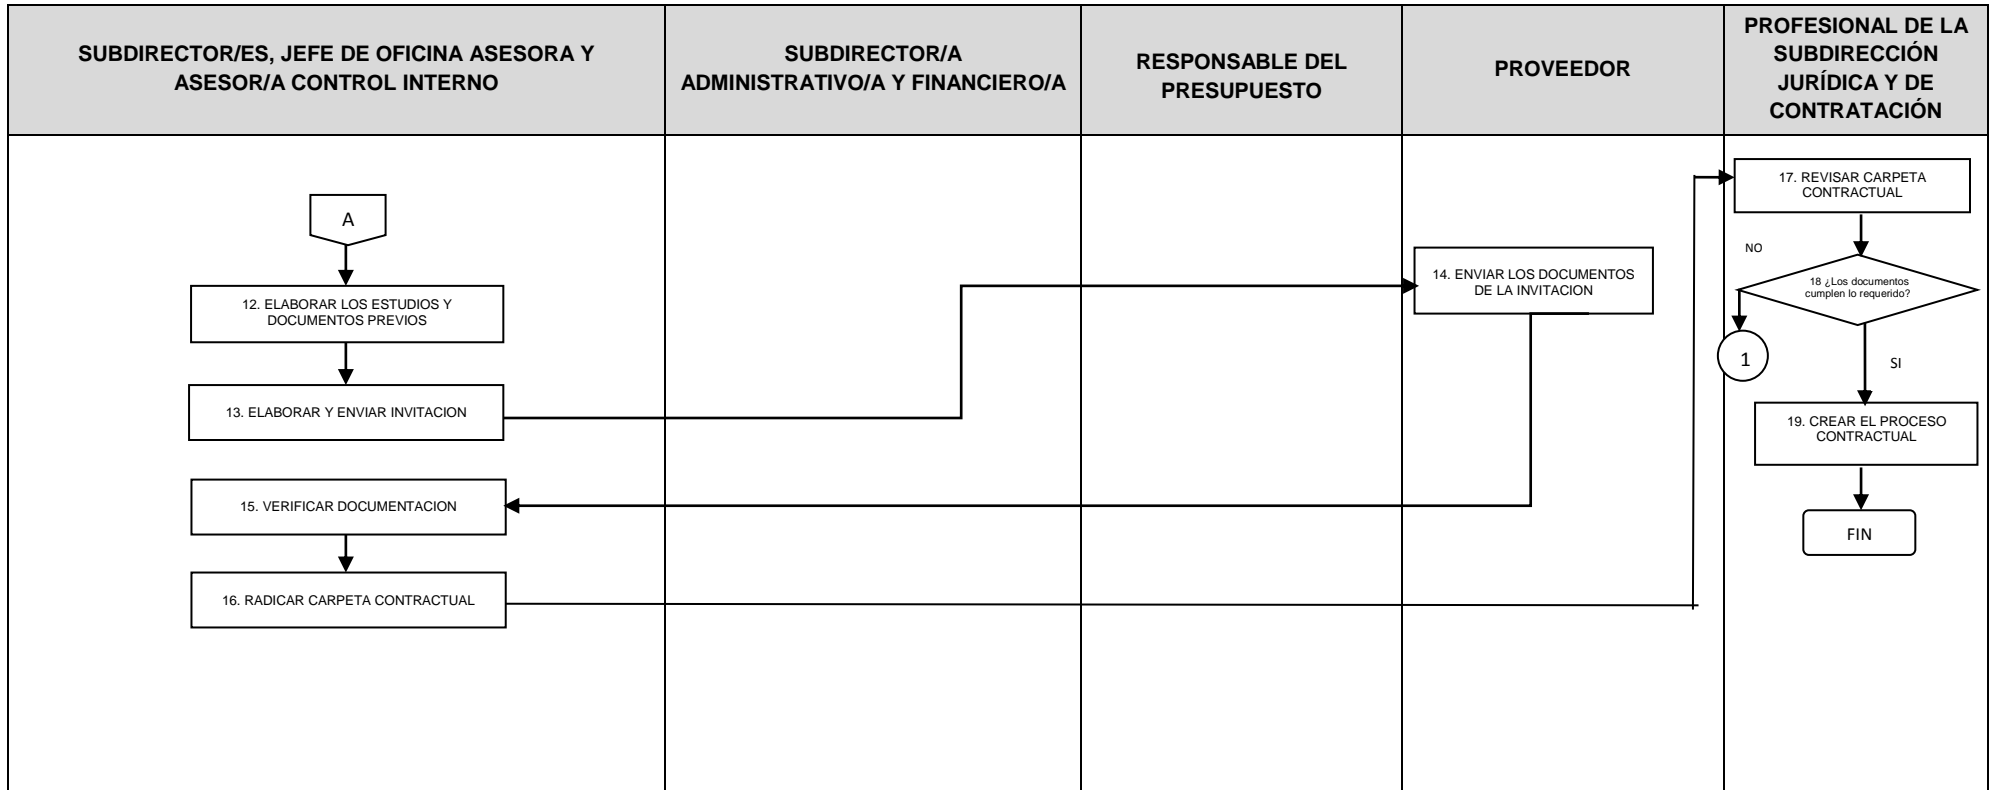 SUBDIRECTOR/ES, JEFE DE OFICINA ASESORA Y
ASESOR/A CONTROL INTERNO
SUBDIRECTOR/A
ADMINISTRATIVO/A Y FINANCIERO/A
RESPONSABLE DEL
PRESUPUESTO
PROVEEDOR
PROFESIONAL DE LA
SUBDIRECCIÓN
JURÍDICA Y DE
CONTRATACIÓN
A
12. ELABORAR LOS ESTUDIOS Y
DOCUMENTOS PREVIOS
13. ELABORAR Y ENVIAR INVITACION
14. ENVIAR LOS DOCUMENTOS
DE LA INVITACION
15. VERIFICAR DOCUMENTACION
16. RADICAR CARPETA CONTRACTUAL
17. REVISAR CARPETA
CONTRACTUAL
NO
18 ¿Los documentos
cumplen lo requerido?
1
SI
19. CREAR EL PROCESO
CONTRACTUAL
FIN